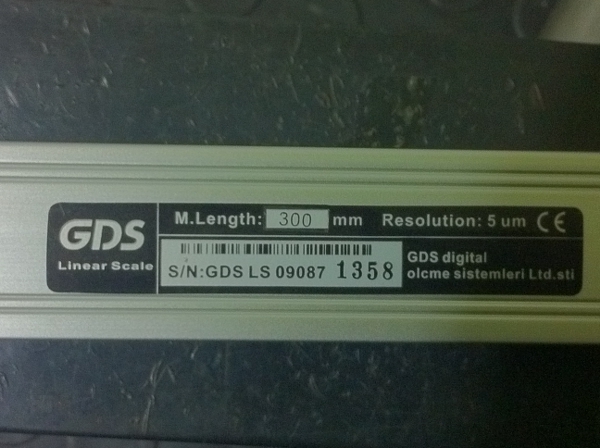 GDS
Linear Scale
M.Length: 300 mm Resolution: 5 um CE
S/N:GDS LS 09087 1358
GDS digital
olcme sistemleri Ltd.sti